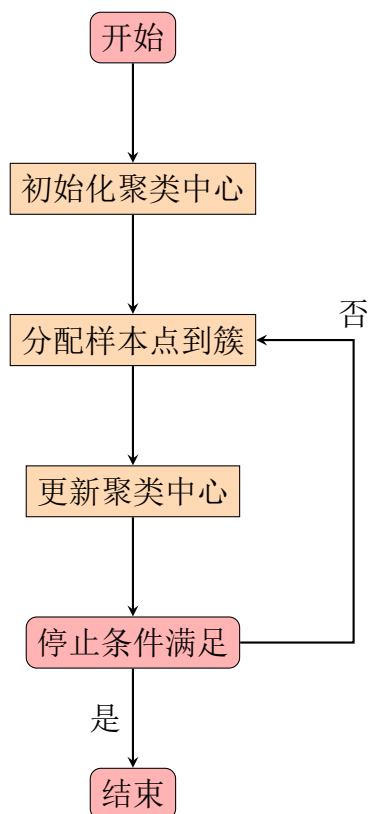 开始
初始化聚类中心
分配样本点到簇
否
更新聚类中心
停止条件满足
是
结束